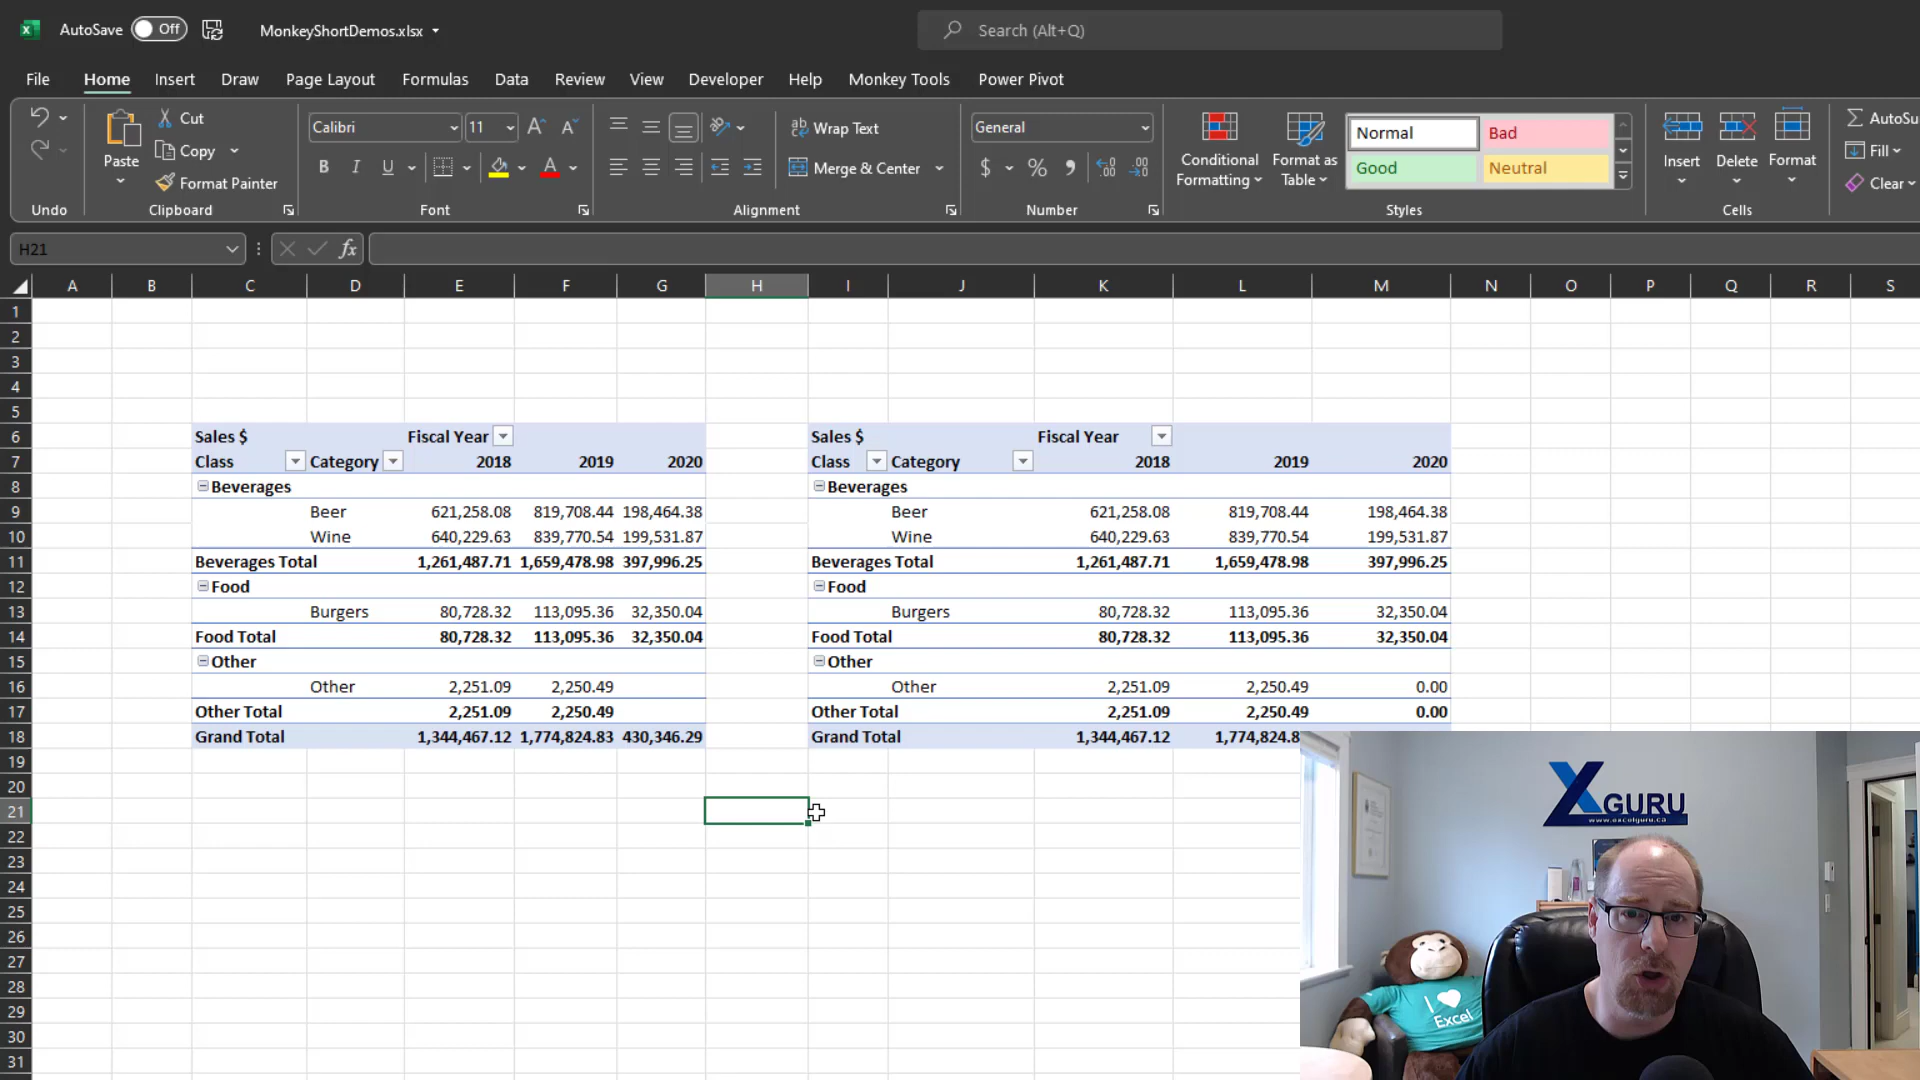 AutoSave Off MonkeyShortDemos.xlsx Search (Alt+Q)
File Home Insert Draw Page Layout Formulas Data Review View Developer Help Monkey Tools Power Pivot
Paste Cut Copy Format Painter
Calibri 11 B I U A
Wrap Text Merge & Center
General $ % 9
Conditional Formatting Format as Table
Normal Bad
Good Neutral
Insert Delete Format
AutoSu
Fill
Clear
Undo Clipboard Font Alignment Number Styles Cells
H21 fx
A B C D E F G H I J K L M N O P Q R S
1
2
3
4
5
6 Sales $ Fiscal Year Sales $ Fiscal Year
7 Class Category 2018 2019 2020 Class Category 2018 2019 2020
8 Beverages Beverages
9 Beer 621,258.08 819,708.44 198,464.38 Beer 621,258.08 819,708.44 198,464.38
10 Wine 640,229.63 839,770.54 199,531.87 Wine 640,229.63 839,770.54 199,531.87
11 Beverages Total 1,261,487.71 1,659,478.98 397,996.25 Beverages Total 1,261,487.71 1,659,478.98 397,996.25
12 Food Food
13 Burgers 80,728.32 113,095.36 32,350.04 Burgers 80,728.32 113,095.36 32,350.04
14 Food Total 80,728.32 113,095.36 32,350.04 Food Total 80,728.32 113,095.36 32,350.04
15 Other Other
16 Other 2,251.09 2,250.49 Other 2,251.09 2,250.49 0.00
17 Other Total 2,251.09 2,250.49 Other Total 2,251.09 2,250.49 0.00
18 Grand Total 1,344,467.12 1,774,824.83 430,346.29 Grand Total 1,344,467.12 1,774,824.8
19
20
21
22
23
24
25
26
27
28
29
30
31
XGURU
www.excelguru.ca
I
Excel